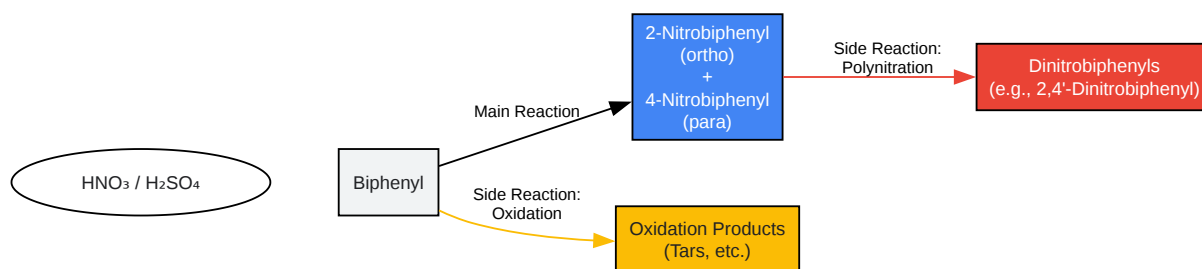 HNO₃ / H₂SO₄
Biphenyl
Main Reaction
Side Reaction:
Oxidation
2-Nitrobiphenyl
(ortho)
+
4-Nitrobiphenyl
(para)
Oxidation Products
(Tars, etc.)
Side Reaction:
Polynitration
Dinitrobiphenyls
(e.g., 2,4'-Dinitrobiphenyl)